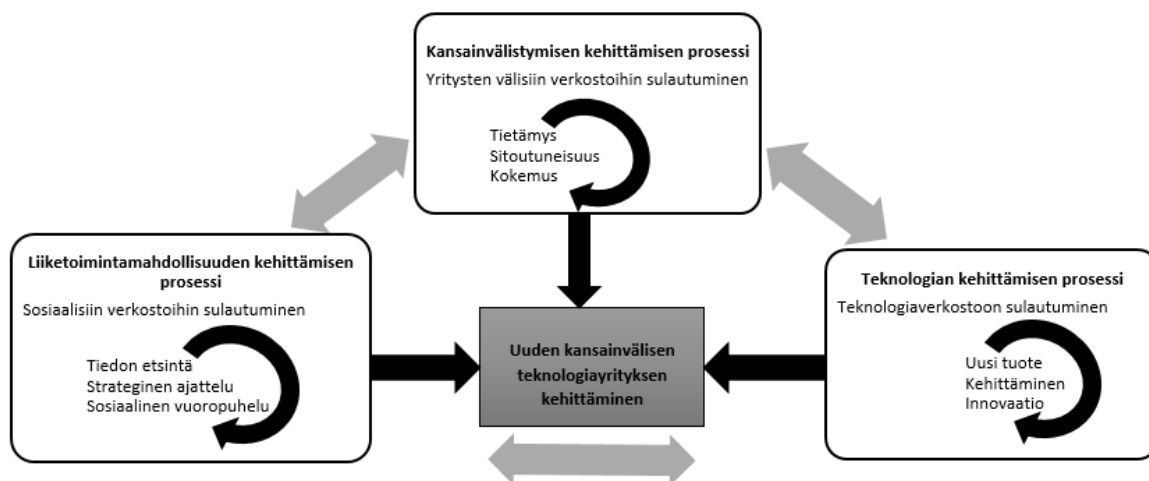 Kansainvälistymisen kehittämisen prosessi
Yritysten välisiin verkostoihin sulautuminen
Tietämys
Sitoutuneisuus
Kokemus
Liiketoimintamahdollisuuden kehittämisen
prosessi
Sosiaalisiin verkostoihin sulautuminen
Tiedon etsintä
Strateginen ajattelu
Sosiaalinen vuoropuhelu
Uuden kansainvälisen
teknologiayrityksen
kehittäminen
Teknologian kehittämisen prosessi
Teknologiaverkostoon sulautuminen
Uusi tuote
Kehittäminen
Innovaatio